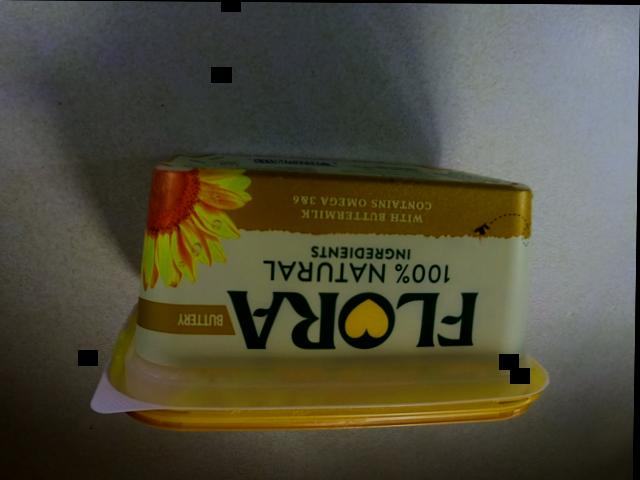 FLORA
BUTTERY
100% NATURAL
INGREDIENTS
WITH BUTTERMILK
CONTAINS OMEGA 3&6